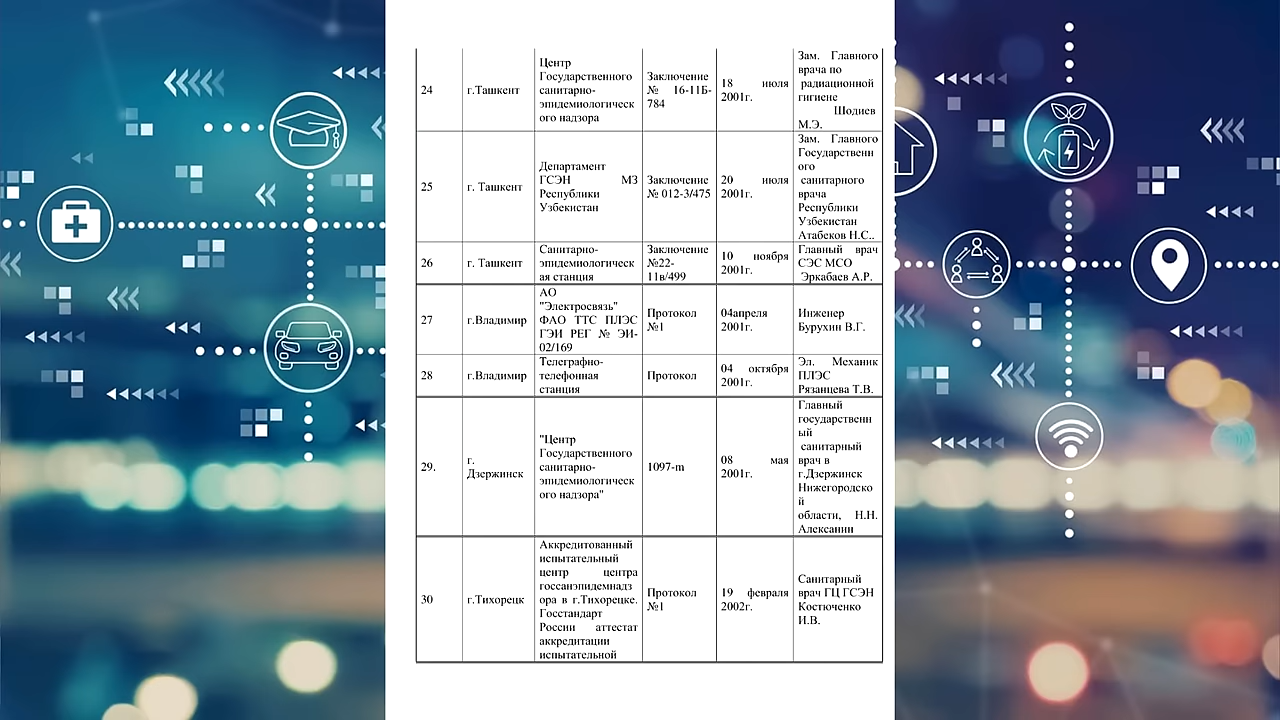 24
г.Ташкент
Центр
Государственного
санитарно-
эпидемиологическ
ого надзора
Заключение
№ 16-11Б-
784
18 июля
2001г.
Зам. Главного
врача по
радиационной
гигиене
Шодиев
М.Э.
25
г. Ташкент
Департамент
ГСЭН МЗ
Республики
Узбекистан
Заключение
№ 012-3/475
20 июля
2001г.
Зам. Главного
Государственн
ого
санитарного
врача
Республики
Узбекистан
Атабеков Н.С..
26
г. Ташкент
Санитарно-
эпидемиологическ
ая станция
Заключение
№22-
11в/499
10 ноября
2001г.
Главный врач
СЭС МСО
Эркабаев А.Р.
27
г.Владимир
АО
"Электросвязь"
ФАО ТТС ПЛЭС
ГЭИ РЕГ № ЭИ-
02/169
Протокол
№1
04апреля
2001г.
Инженер
Бурухин В.Г.
28
г.Владимир
Телеграфно-
телефонная
станция
Протокол
04 октября
2001г.
Эл. Механик
ПЛЭС
Рязанцева Т.В.
29.
г.
Дзержинск
"Центр
Государственного
санитарно-
эпидемиологическ
ого надзора"
1097-m
08 мая
2001г.
Главный
государственн
ый
санитарный
врач в
г.Дзержинск
Нижегородско
й
области, Н.Н.
Алексанин
30
г.Тихорецк
Аккредитованный
испытательный
центр центра
госсанэпидемнадз
ора в г.Тихорецке.
Госстандарт
России аттестат
аккредитации
испытательной
Протокол
№1
19 февраля
2002г.
Санитарный
врач ГЦ ГСЭН
Костюченко
И.В.